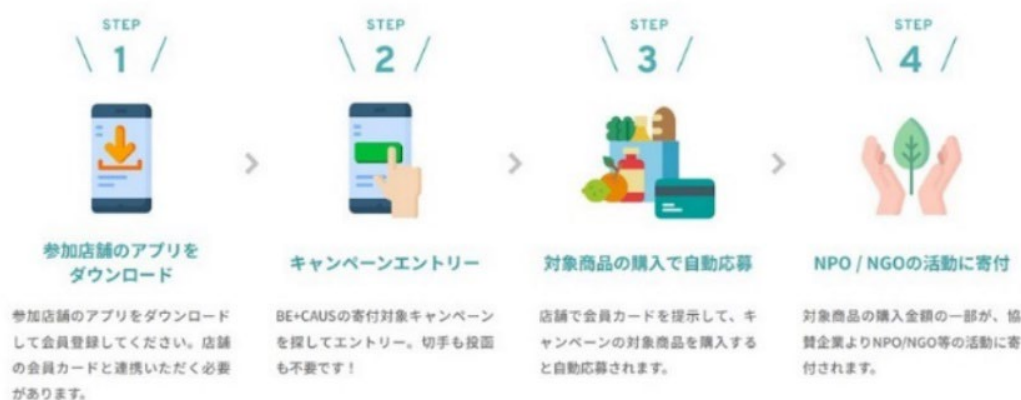 STEP
1
参加店舗のアプリを
ダウンロード
参加店舗のアプリをダウンロード
して会員登録してください。店舗
の会員カードと連携いただく必要
があります。
STEP
2
キャンペーンエントリー
BE+CAUSの寄付対象キャンペーン
を探してエントリー。切手も投函
も不要です！
STEP
3
対象商品の購入で自動応募
店舗で会員カードを提示して、キ
ャンペーンの対象商品を購入する
と自動応募されます。
STEP
4
NPO / NGOの活動に寄付
対象商品の購入金額の一部が、協
賛企業よりNPO/NGO等の活動に寄
付されます。